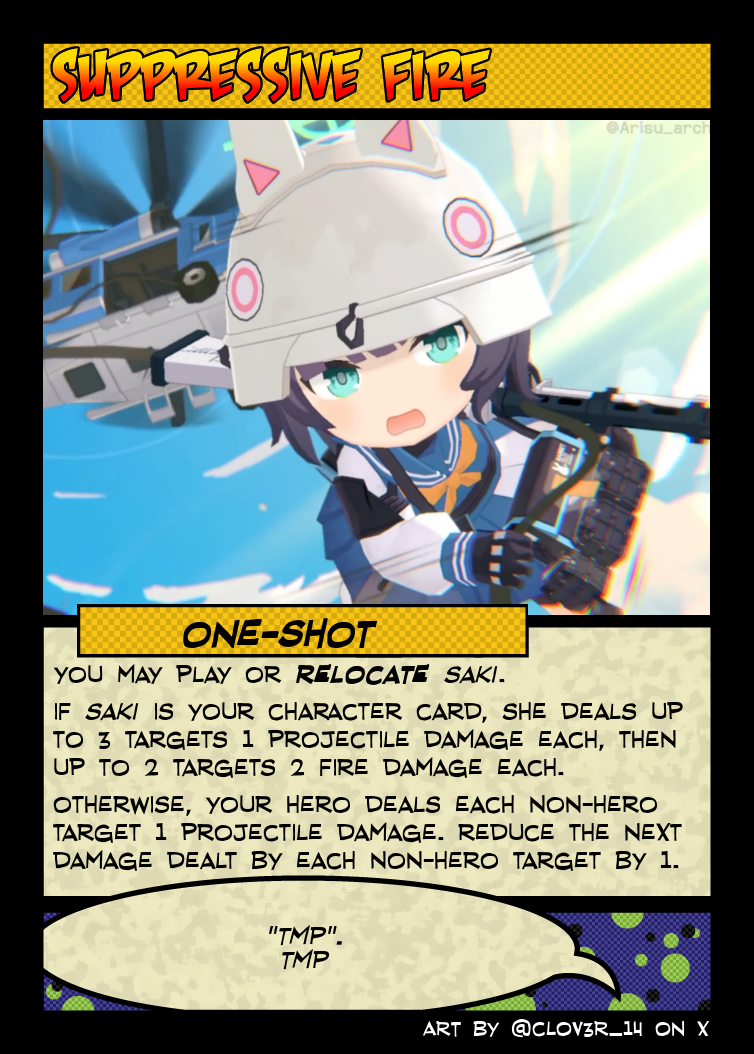 SUPPRESSIVE FIRE
@Arisu_arch
ONE-SHOT
YOU MAY PLAY OR RELOCATE SAKI.
IF SAKI IS YOUR CHARACTER CARD, SHE DEALS UP
TO 3 TARGETS 1 PROJECTILE DAMAGE EACH, THEN
UP TO 2 TARGETS 2 FIRE DAMAGE EACH.
OTHERWISE, YOUR HERO DEALS EACH NON-HERO
TARGET 1 PROJECTILE DAMAGE. REDUCE THE NEXT
DAMAGE DEALT BY EACH NON-HERO TARGET BY 1.
"TMP".
TMP
ART BY @CLOV3R_14 ON X